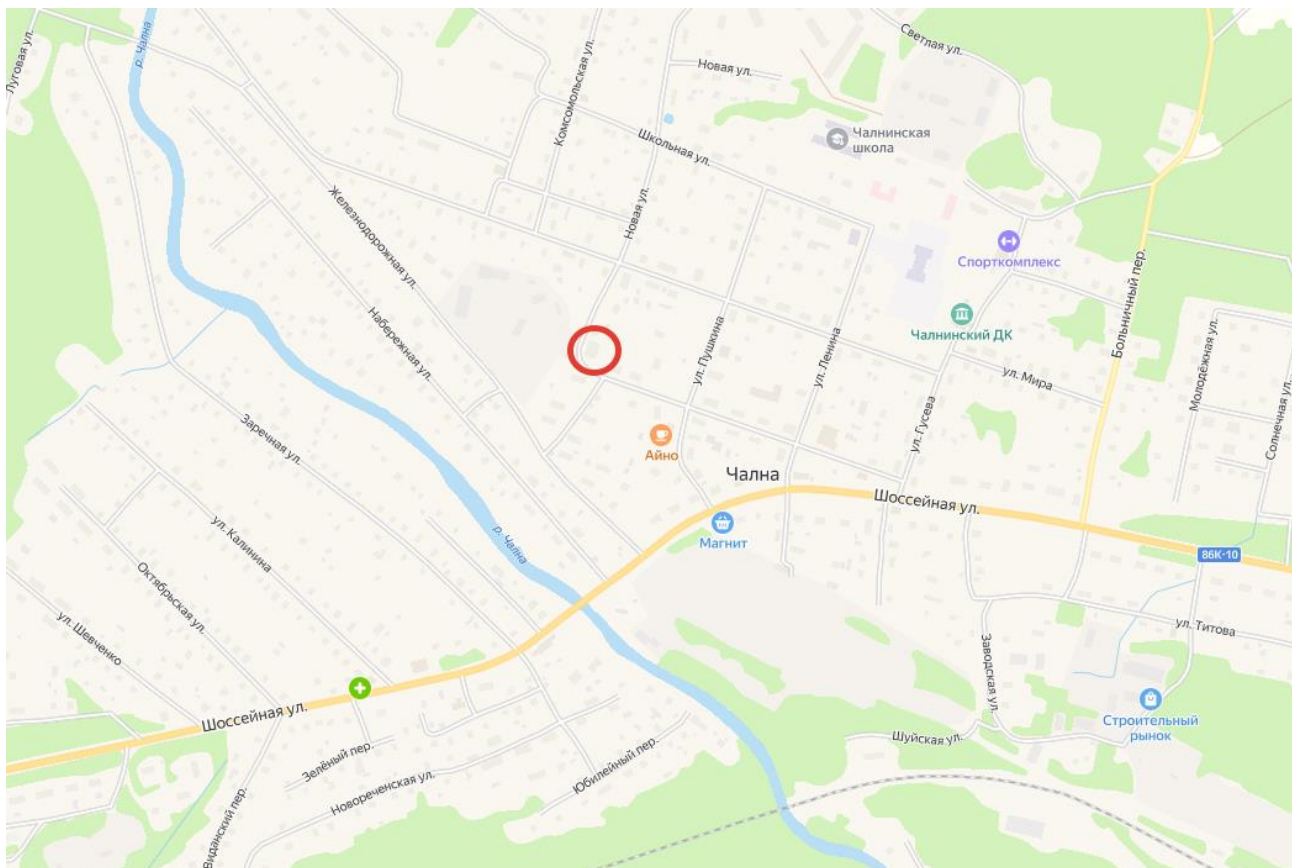 Луговая ул.
р. Чална
Комсомольская ул.
Новая ул.
Светлая ул.
Чалнинская
школа
Школьная ул.
Новая ул.
Железнодорожная ул.
Спорткомплекс
Больничный пер.
Чалнинский ДК
Набережная ул.
ул. Пушкина
ул. Ленина
ул. Мира
ул. Гусева
Молодёжная ул.
Солнечная ул.
Заречная ул.
Айно
Чална
Шоссейная ул.
Магнит
р. Чална
86К-10
ул. Калинина
Октябрьская ул.
ул. Шевченко
ул. Титова
Заводская ул.
Шоссейная ул.
Строительный
рынок
Шуйская ул.
Зелёный пер.
Новореченская ул.
Юбилейный пер.
Виданский пер.